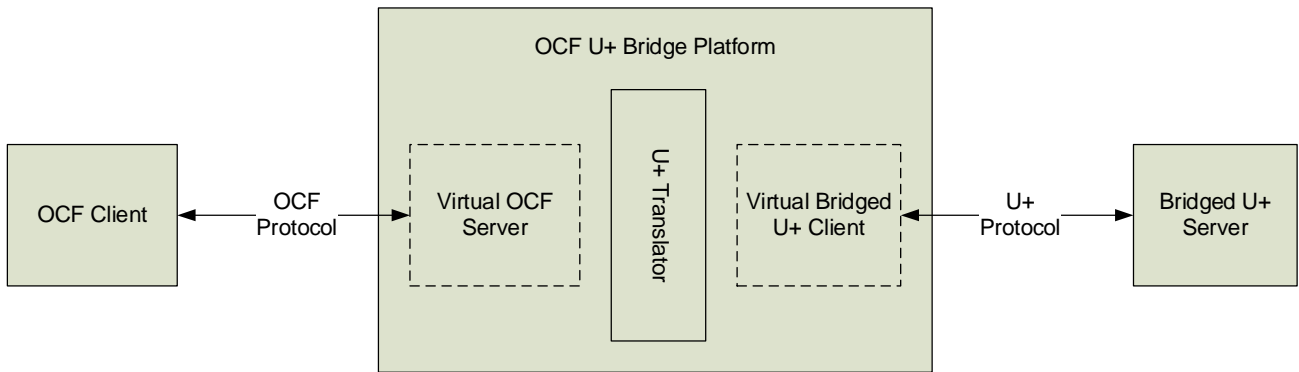 OCF U+ Bridge Platform
OCF Client
OCF
Protocol
Virtual OCF
Server
U+ Translator
Virtual Bridged
U+ Client
U+
Protocol
Bridged U+
Server